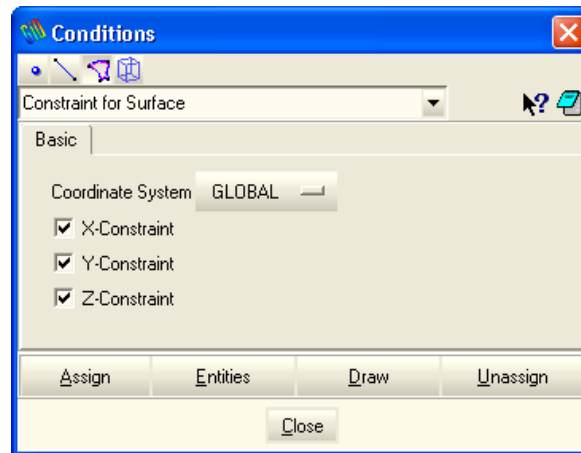 Conditions
Constraint for Surface
Basic
Coordinate System GLOBAL
X-Constraint
Y-Constraint
Z-Constraint
Assign Entities Draw Unassign
Close